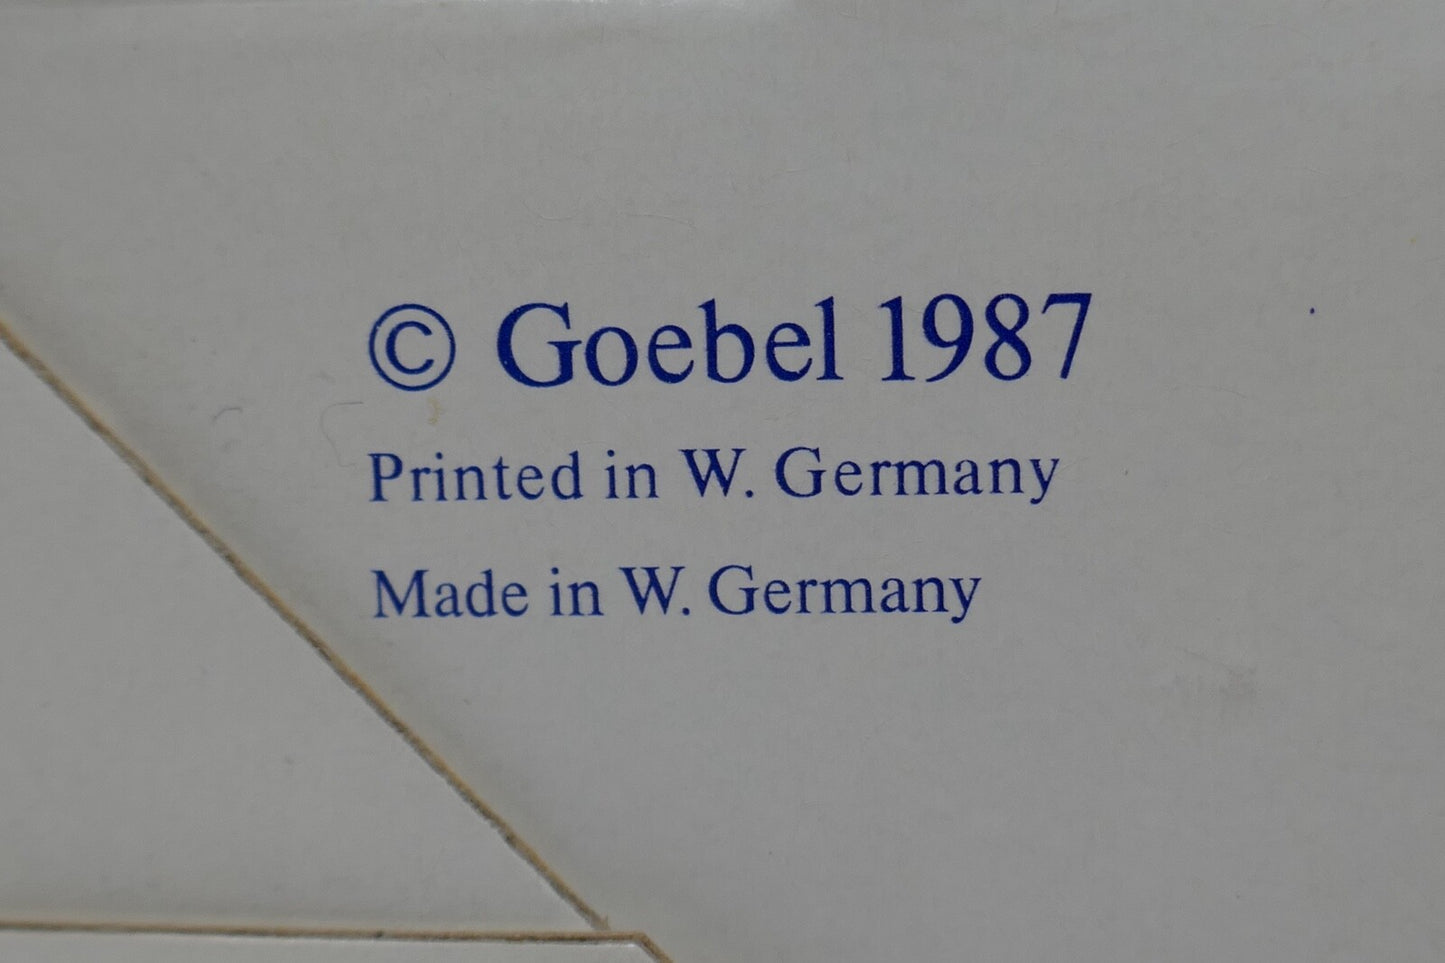 © Goebel 1987
Printed in W. Germany
Made in W. Germany